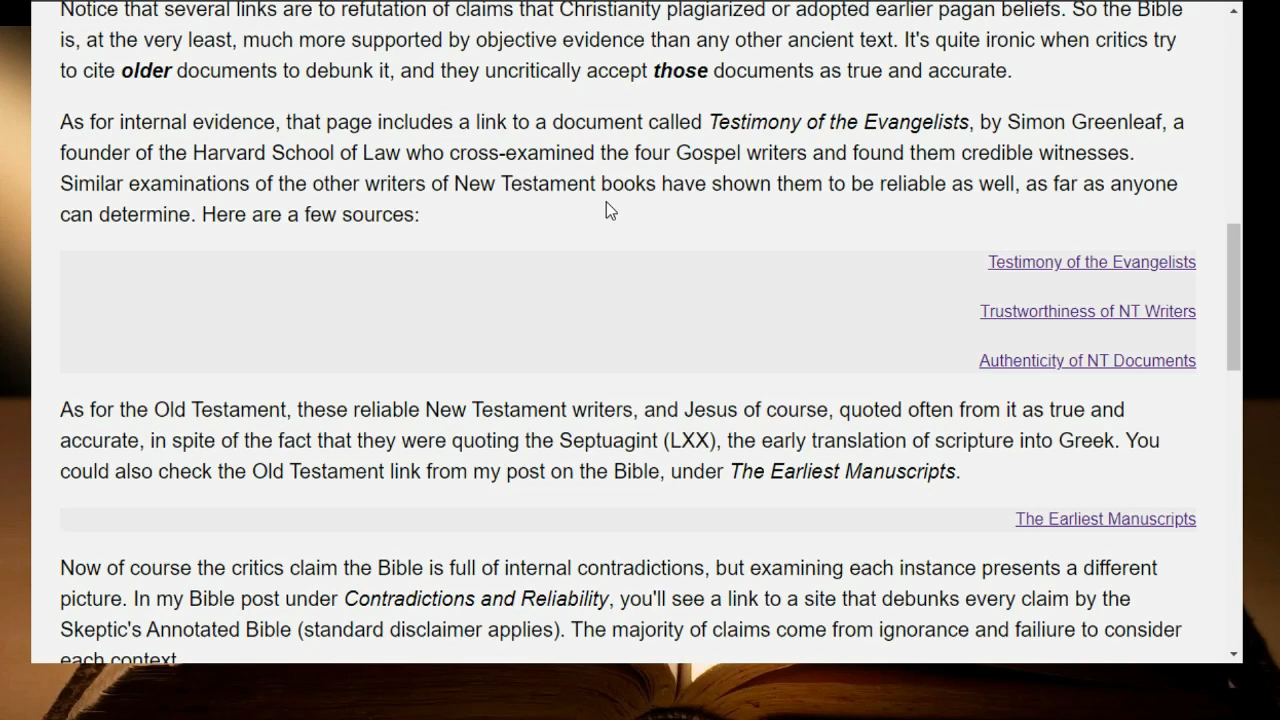 Notice that several links are to refutation of claims that Christianity plagiarized or adopted earlier pagan beliefs. So the Bible
is, at the very least, much more supported by objective evidence than any other ancient text. It's quite ironic when critics try
to cite older documents to debunk it, and they uncritically accept those documents as true and accurate.
As for internal evidence, that page includes a link to a document called Testimony of the Evangelists, by Simon Greenleaf, a
founder of the Harvard School of Law who cross-examined the four Gospel writers and found them credible witnesses.
Similar examinations of the other writers of New Testament books have shown them to be reliable as well, as far as anyone
can determine. Here are a few sources:
Testimony of the Evangelists
Trustworthiness of NT Writers
Authenticity of NT Documents
As for the Old Testament, these reliable New Testament writers, and Jesus of course, quoted often from it as true and
accurate, in spite of the fact that they were quoting the Septuagint (LXX), the early translation of scripture into Greek. You
could also check the Old Testament link from my post on the Bible, under The Earliest Manuscripts.
The Earliest Manuscripts
Now of course the critics claim the Bible is full of internal contradictions, but examining each instance presents a different
picture. In my Bible post under Contradictions and Reliability, you'll see a link to a site that debunks every claim by the
Skeptic's Annotated Bible (standard disclaimer applies). The majority of claims come from ignorance and failiure to consider
each context.